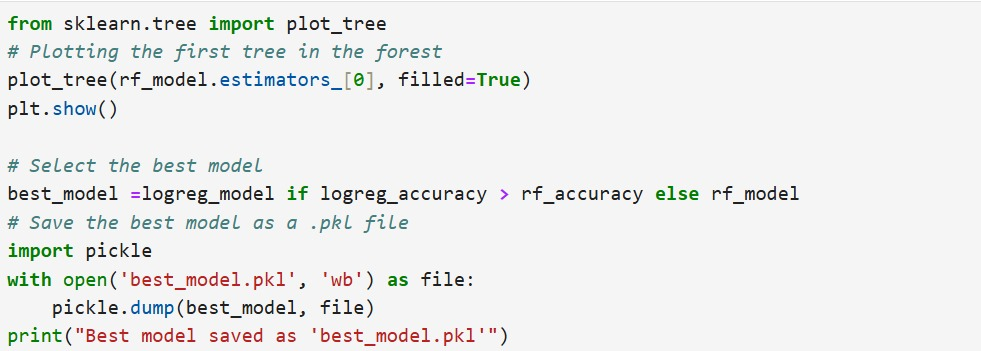 from sklearn.tree import plot_tree
# Plotting the first tree in the forest
plot_tree(rf_model.estimators_[0], filled=True)
plt.show()

# Select the best model
best_model =logreg_model if logreg_accuracy > rf_accuracy else rf_model
# Save the best model as a .pkl file
import pickle
with open('best_model.pkl', 'wb') as file:
    pickle.dump(best_model, file)
print("Best model saved as 'best_model.pkl'")